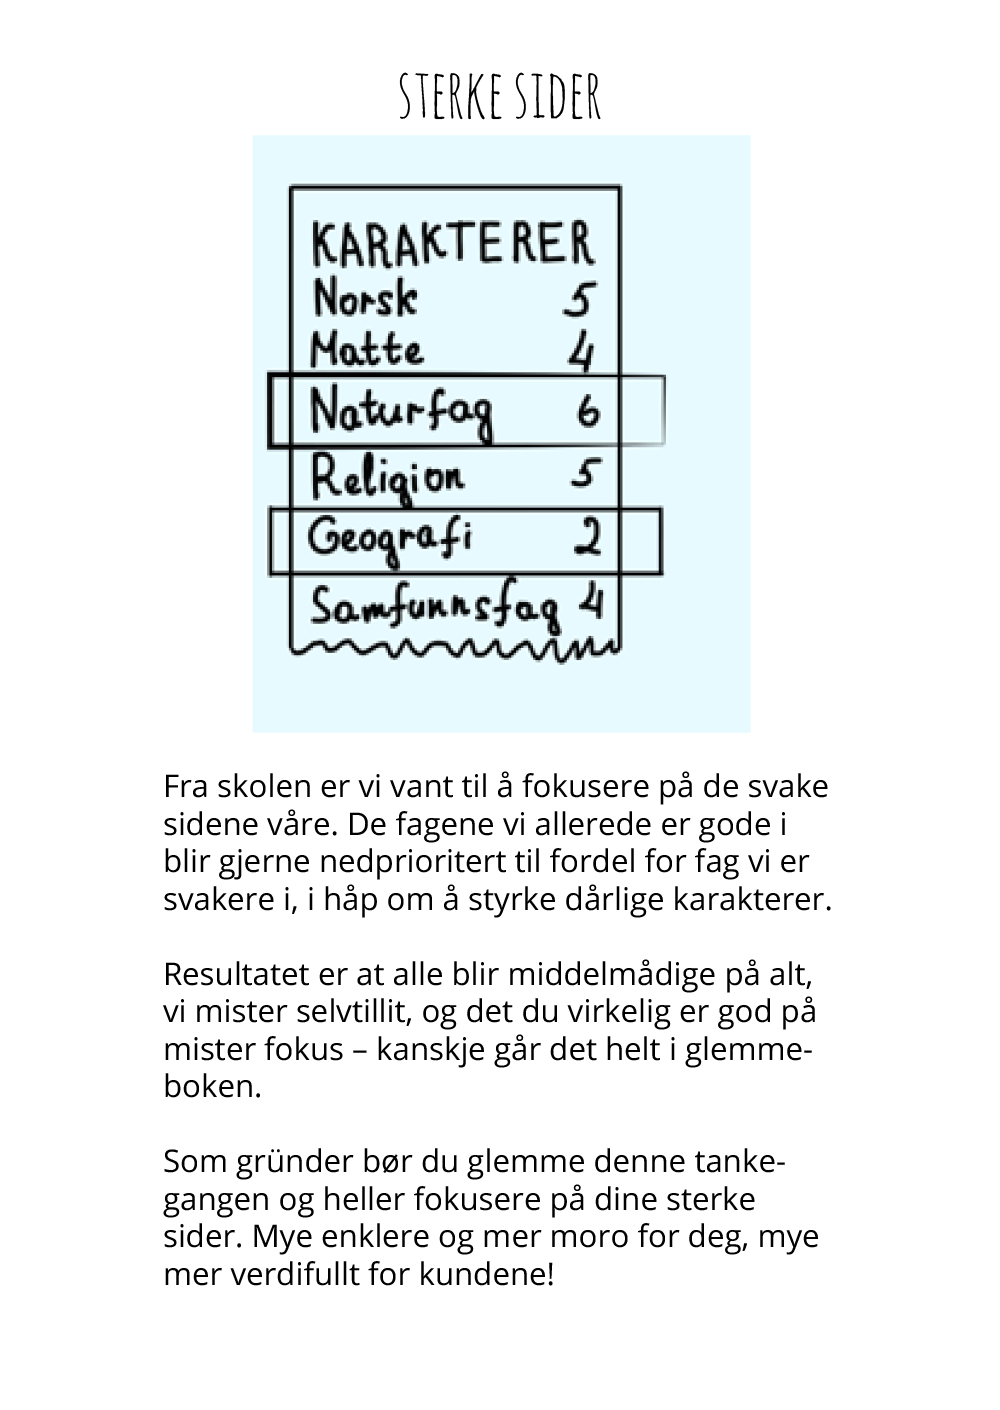 STERKE SIDER
KARAKTERER
Norsk 5
Matte 4
Naturfag 6
Religion 5
Geografi 2
Samfunnsfag 4
Fra skolen er vi vant til å fokusere på de svake
sidene våre. De fagene vi allerede er gode i
blir gjerne nedprioritert til fordel for fag vi er
svakere i, i håp om å styrke dårlige karakterer.
Resultatet er at alle blir middelmådige på alt,
vi mister selvtillit, og det du virkelig er god på
mister fokus – kanskje går det helt i glemme-
boken.
Som gründer bør du glemme denne tanke-
gangen og heller fokusere på dine sterke
sider. Mye enklere og mer moro for deg, mye
mer verdifullt for kundene!